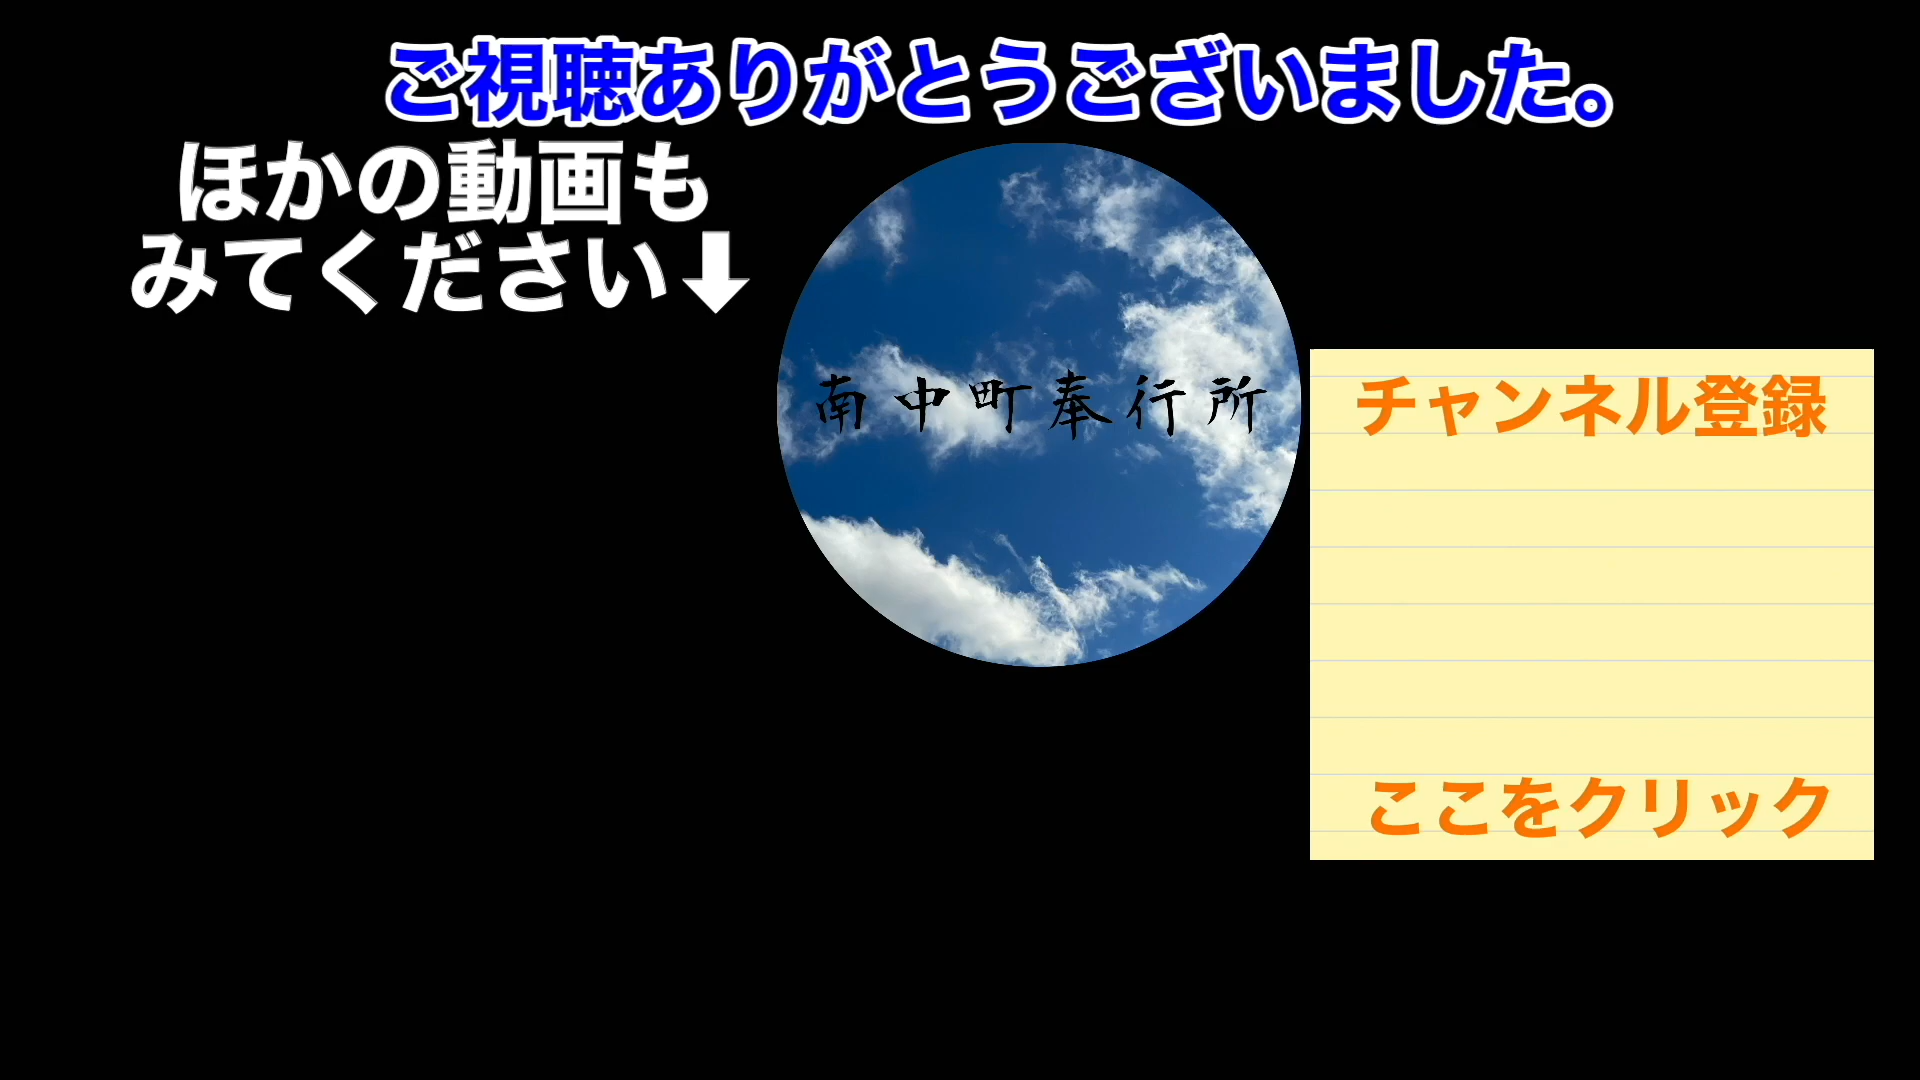 ご視聴ありがとうございました。
ほかの動画も
みてください⬇
南中町奉行所
チャンネル登録
ここをクリック